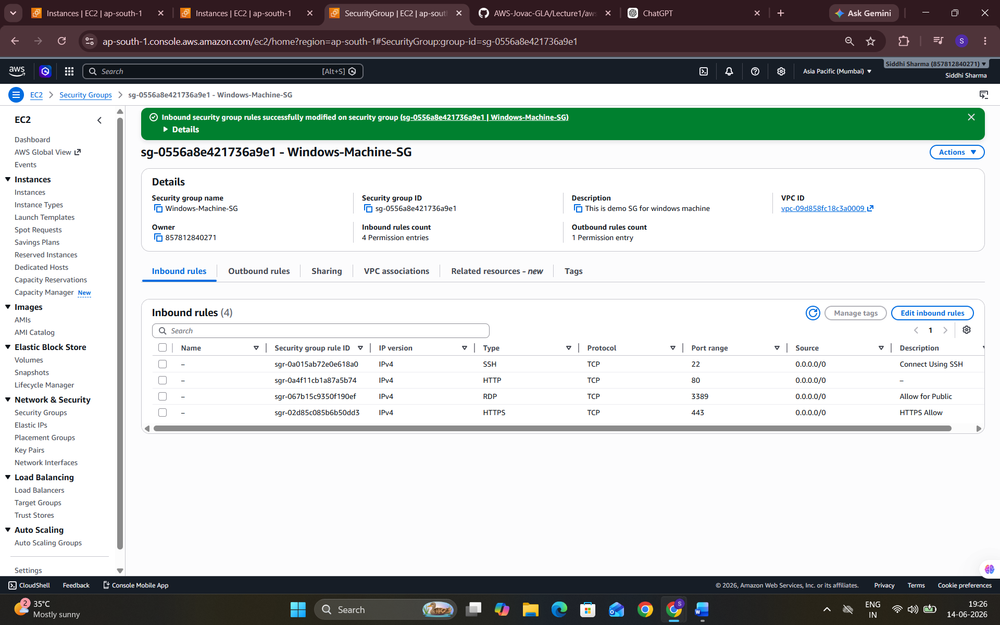 Instances | EC2 | ap-south-1
Instances | EC2 | ap-south-1
SecurityGroup | EC2 | ap-sout
AWS-Jovac-GLA/Lecture1/aws
ChatGPT
Ask Gemini
ap-south-1.console.aws.amazon.com/ec2/home?region=ap-south-1#SecurityGroup:group-id=sg-0556a8e421736a9e1
S
aws
Search
[Alt+S]
Asia Pacific (Mumbai)
Siddhi Sharma (857812840271)
Siddhi Sharma
EC2
Security Groups
sg-0556a8e421736a9e1 - Windows-Machine-SG
EC2
Dashboard
AWS Global View
Events
Instances
Instances
Instance Types
Launch Templates
Spot Requests
Savings Plans
Reserved Instances
Dedicated Hosts
Capacity Reservations
Capacity Manager New
Images
AMIs
AMI Catalog
Elastic Block Store
Volumes
Snapshots
Lifecycle Manager
Network & Security
Security Groups
Elastic IPs
Placement Groups
Key Pairs
Network Interfaces
Load Balancing
Load Balancers
Target Groups
Trust Stores
Auto Scaling
Auto Scaling Groups
Settings
Inbound security group rules successfully modified on security group (sg-0556a8e421736a9e1 | Windows-Machine-SG)
Details
sg-0556a8e421736a9e1 - Windows-Machine-SG
Actions
Details
Security group name
Windows-Machine-SG
Security group ID
sg-0556a8e421736a9e1
Description
This is demo SG for windows machine
VPC ID
vpc-09d858fc18c3a0009
Owner
857812840271
Inbound rules count
4 Permission entries
Outbound rules count
1 Permission entry
Inbound rules
Outbound rules
Sharing
VPC associations
Related resources - new
Tags
Inbound rules (4)
Manage tags
Edit inbound rules
Search
1
Name Security group rule ID IP version Type Protocol Port range Source Description
– sgr-0a015ab72e0e618a0 IPv4 SSH TCP 22 0.0.0.0/0 Connect Using SSH
– sgr-0a4f11cb1a87a5b74 IPv4 HTTP TCP 80 0.0.0.0/0 –
– sgr-067b15c9350f190ef IPv4 RDP TCP 3389 0.0.0.0/0 Allow for Public
– sgr-02d85c085b6b50dd3 IPv4 HTTPS TCP 443 0.0.0.0/0 HTTPS Allow
CloudShell
Feedback
Console Mobile App
© 2026, Amazon Web Services, Inc. or its affiliates.
Privacy
Terms
Cookie preferences
2
35°C
Mostly sunny
Search
S
W
ENG
IN
19:26
14-06-2026